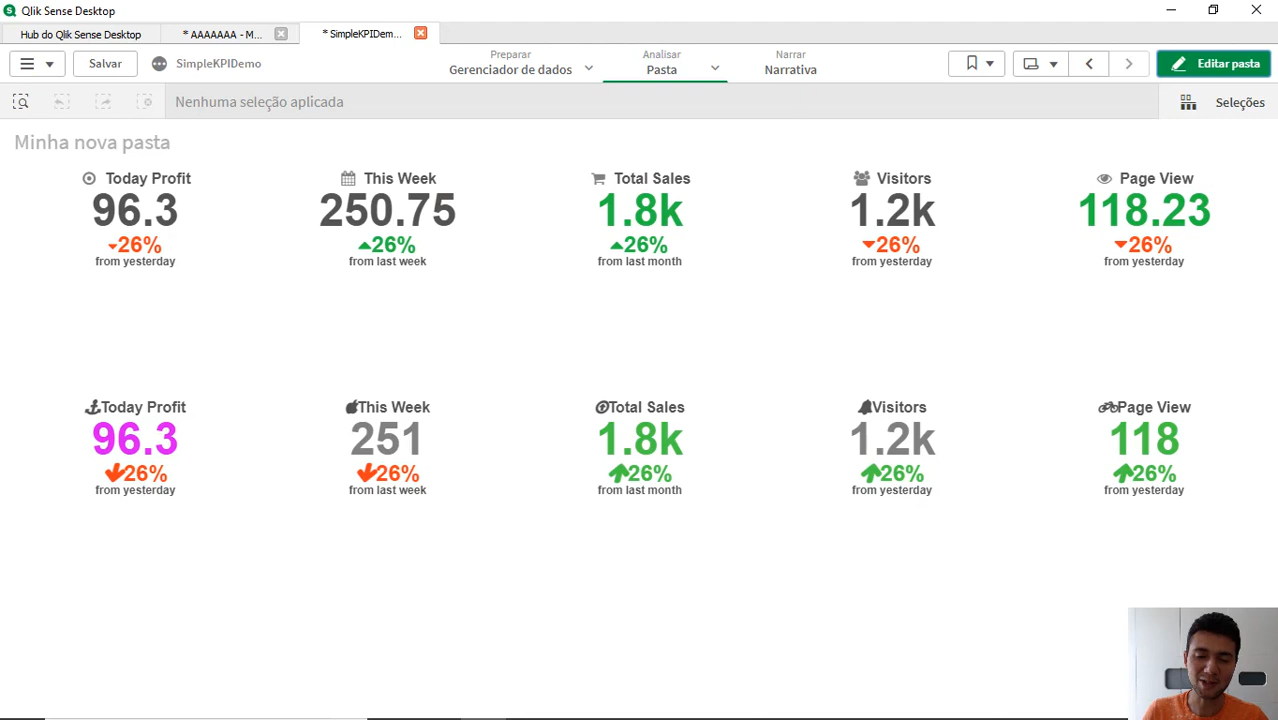 Qlik Sense Desktop
Hub do Qlik Sense Desktop
* AAAAAAA - M...
* SimpleKPIDem...
Salvar
SimpleKPIDemo
Preparar
Gerenciador de dados
Analisar
Pasta
Narrar
Narrativa
Editar pasta
Nenhuma seleção aplicada
Seleções
Minha nova pasta
Today Profit
96.3
26%
from yesterday
This Week
250.75
26%
from last week
Total Sales
1.8k
26%
from last month
Visitors
1.2k
26%
from yesterday
Page View
118.23
26%
from yesterday
Today Profit
96.3
26%
from yesterday
This Week
251
26%
from last week
Total Sales
1.8k
26%
from last month
Visitors
1.2k
26%
from yesterday
Page View
118
26%
from yesterday